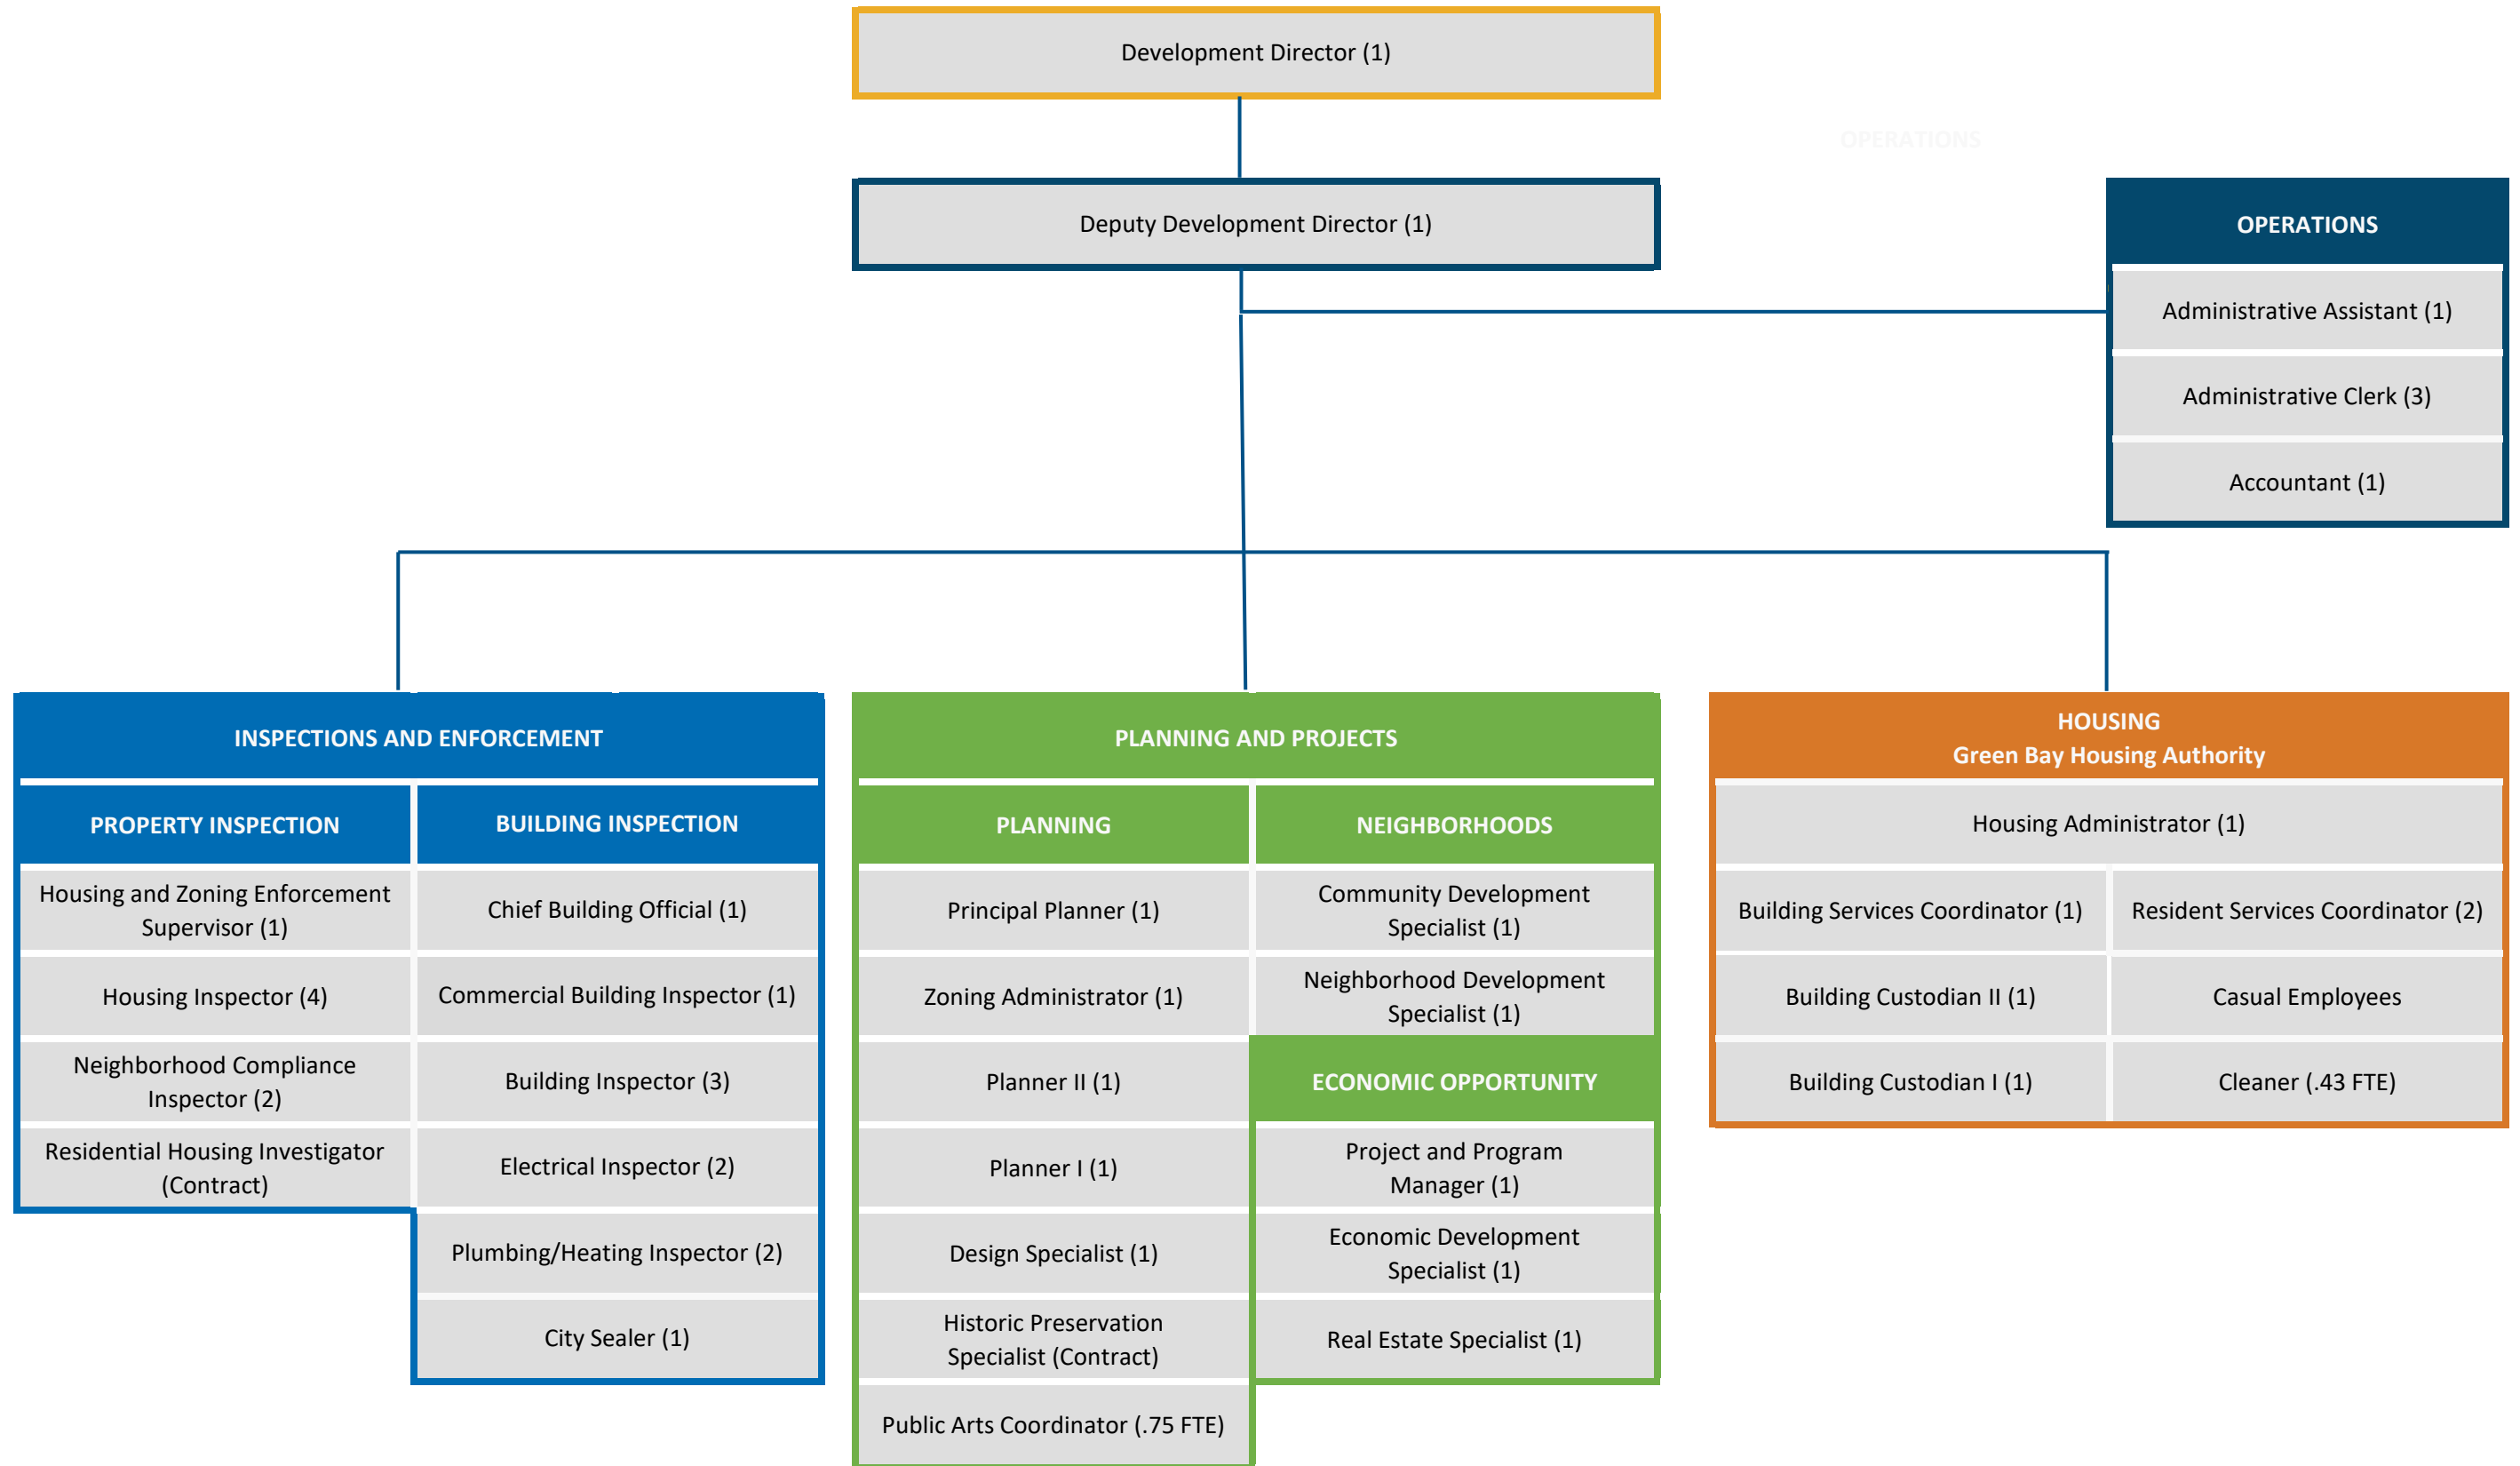 Development Director (1)
OPERATIONS
Deputy Development Director (1)
OPERATIONS
Administrative Assistant (1)
Administrative Clerk (3)
Accountant (1)
INSPECTIONS AND ENFORCEMENT
PROPERTY INSPECTION
Housing and Zoning Enforcement
Supervisor (1)
Housing Inspector (4)
Neighborhood Compliance
Inspector (2)
Residential Housing Investigator
(Contract)
BUILDING INSPECTION
Chief Building Official (1)
Commercial Building Inspector (1)
Building Inspector (3)
Electrical Inspector (2)
Plumbing/Heating Inspector (2)
City Sealer (1)
PLANNING AND PROJECTS
PLANNING
Principal Planner (1)
Zoning Administrator (1)
Planner II (1)
Planner I (1)
Design Specialist (1)
Historic Preservation
Specialist (Contract)
Public Arts Coordinator (.75 FTE)
NEIGHBORHOODS
Community Development
Specialist (1)
Neighborhood Development
Specialist (1)
ECONOMIC OPPORTUNITY
Project and Program
Manager (1)
Economic Development
Specialist (1)
Real Estate Specialist (1)
HOUSING
Green Bay Housing Authority
Housing Administrator (1)
Building Services Coordinator (1)
Building Custodian II (1)
Building Custodian I (1)
Resident Services Coordinator (2)
Casual Employees
Cleaner (.43 FTE)